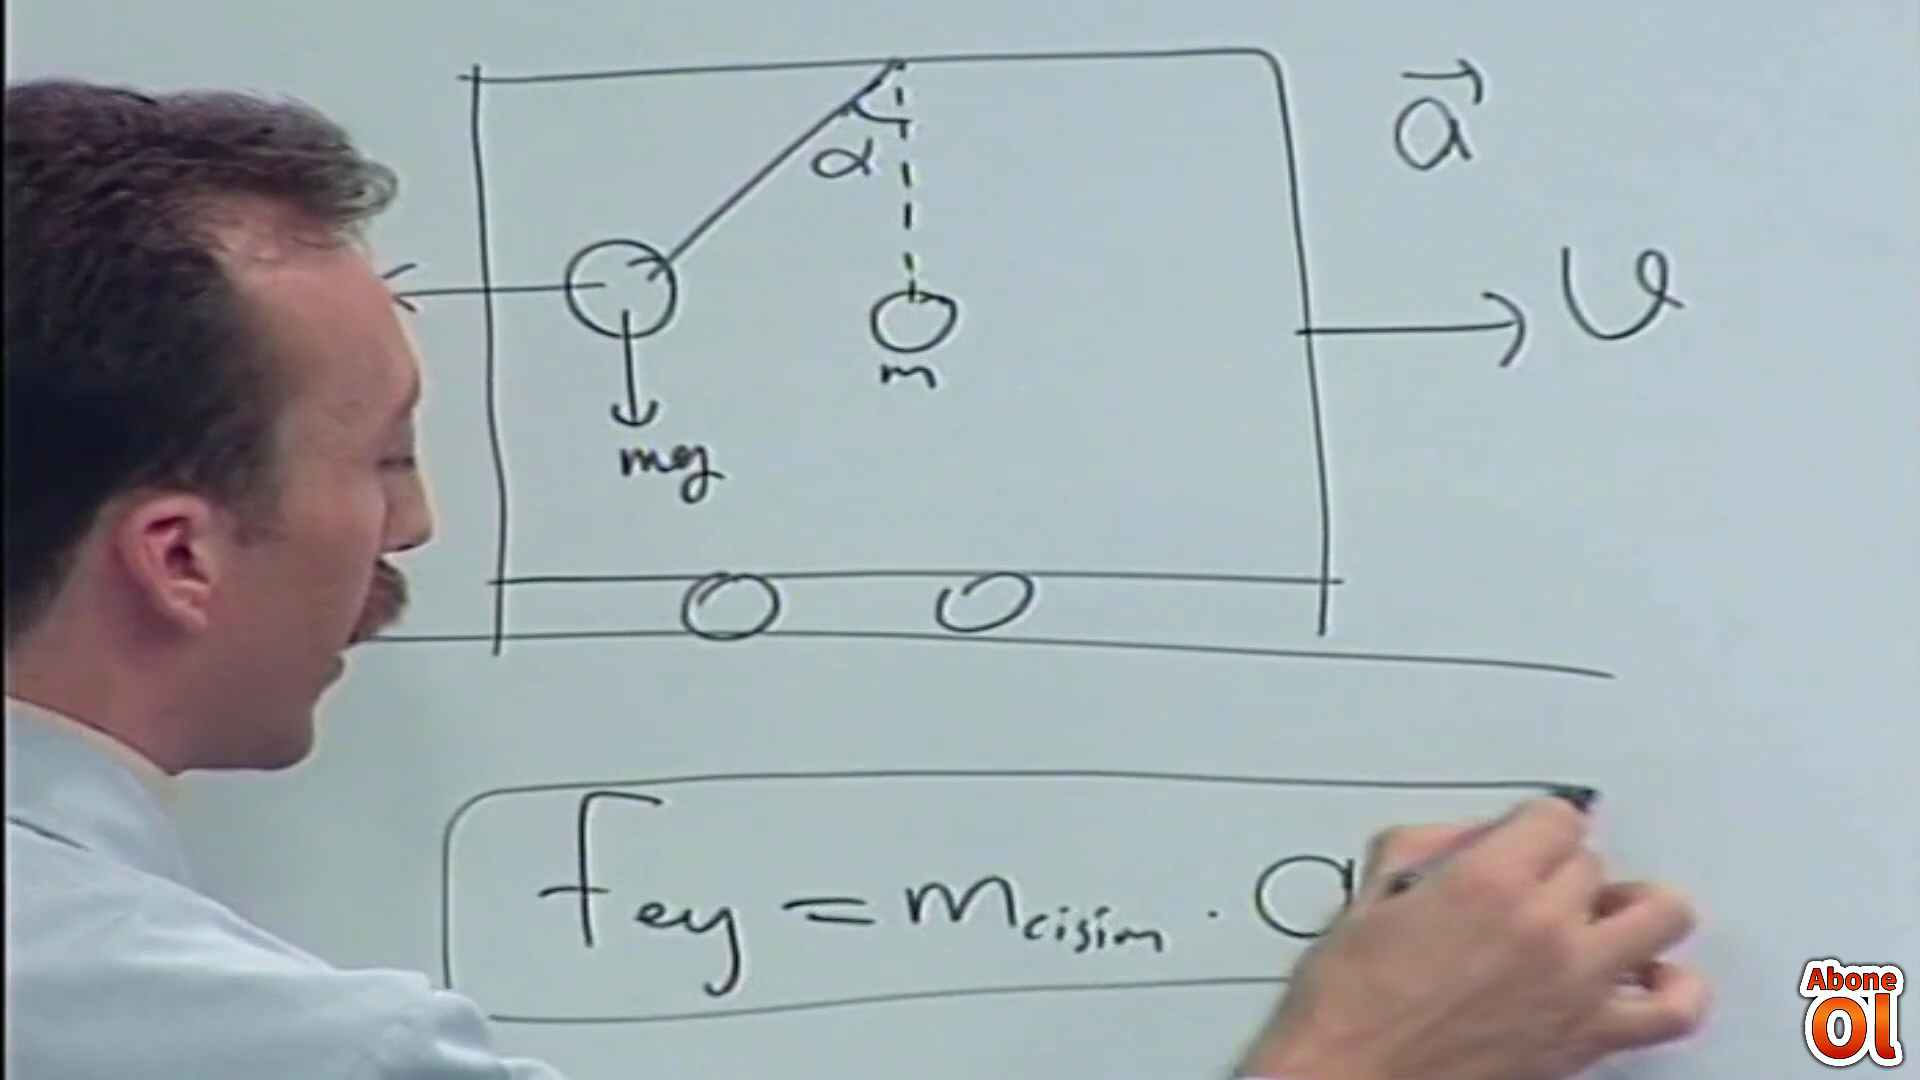 a⃗
α
υ
m
mg
Fey = mcisim . a
Abone
Ol